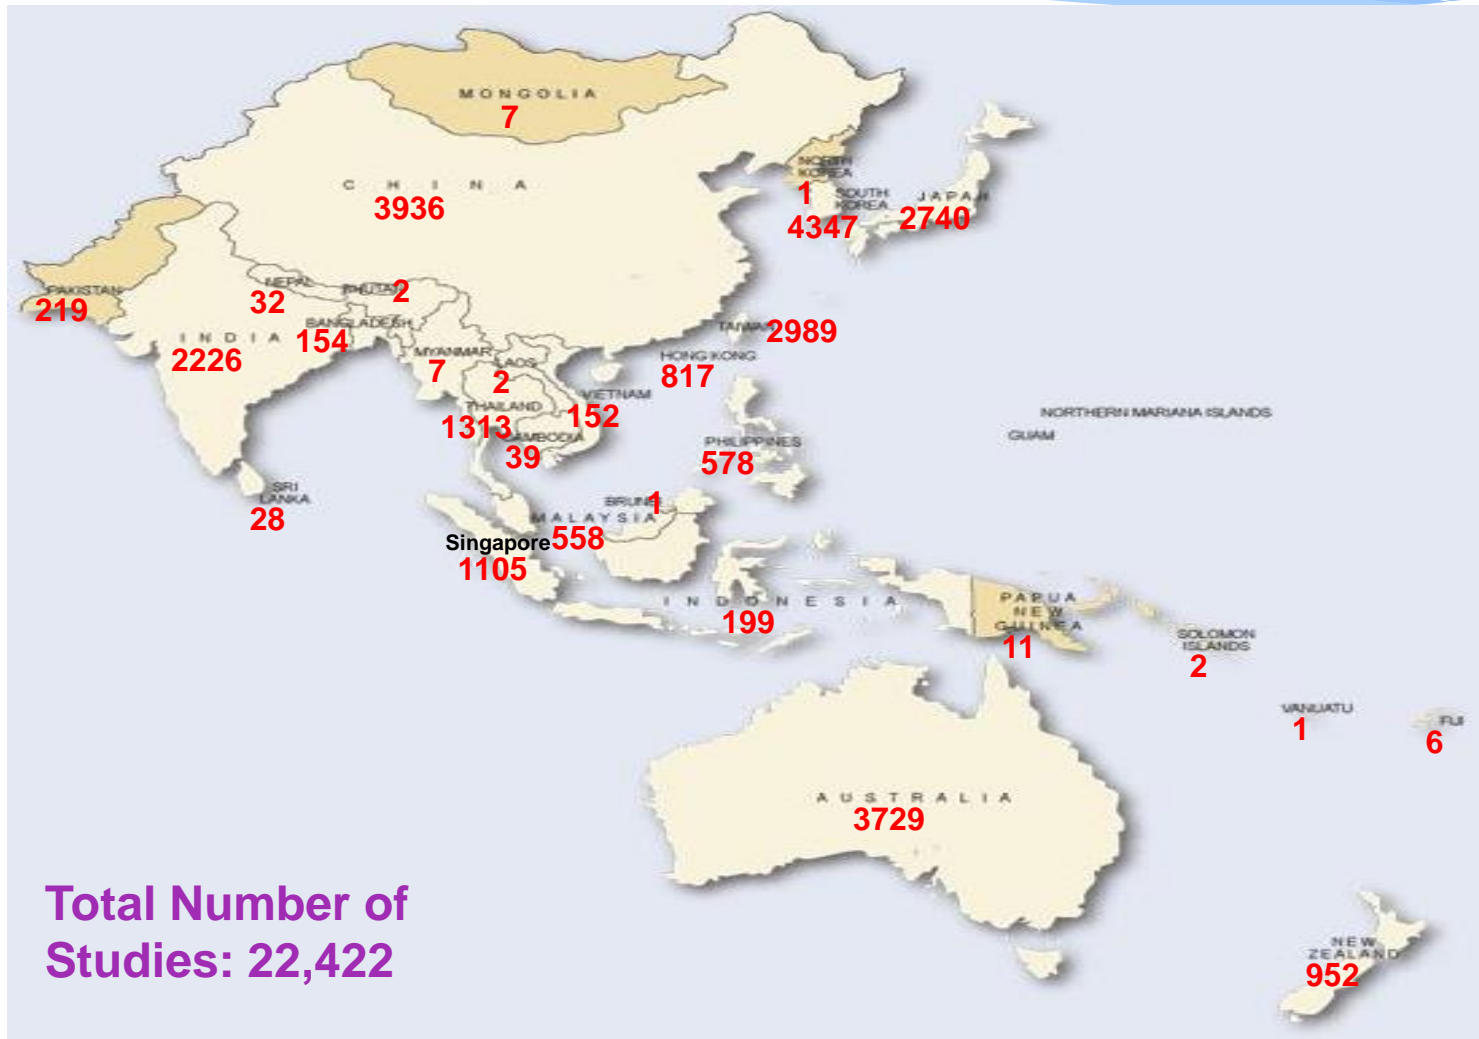 MONGOLIA
7
CHINA
3936
NORTH
KOREA
1
SOUTH
KOREA
4347
JAPAN
2740
PAKISTAN
219
NEPAL
32
BHUTAN
2
BANGLADESH
154
INDIA
2226
MYANMAR
7
LAOS
2
TAIWAN
2989
HONG KONG
817
VIETNAM
152
THAILAND
1313
CAMBODIA
39
PHILIPPINES
578
NORTHERN MARIANA ISLANDS
GUAM
SRI
LANKA
28
BRUNEI
1
MALAYSIA
558
Singapore
1105
INDONESIA
199
PAPUA
NEW
GUINEA
11
SOLOMON
ISLANDS
2
VANUATU
1
FIJI
6
AUSTRALIA
3729
NEW
ZEALAND
952
Total Number of
Studies: 22,422